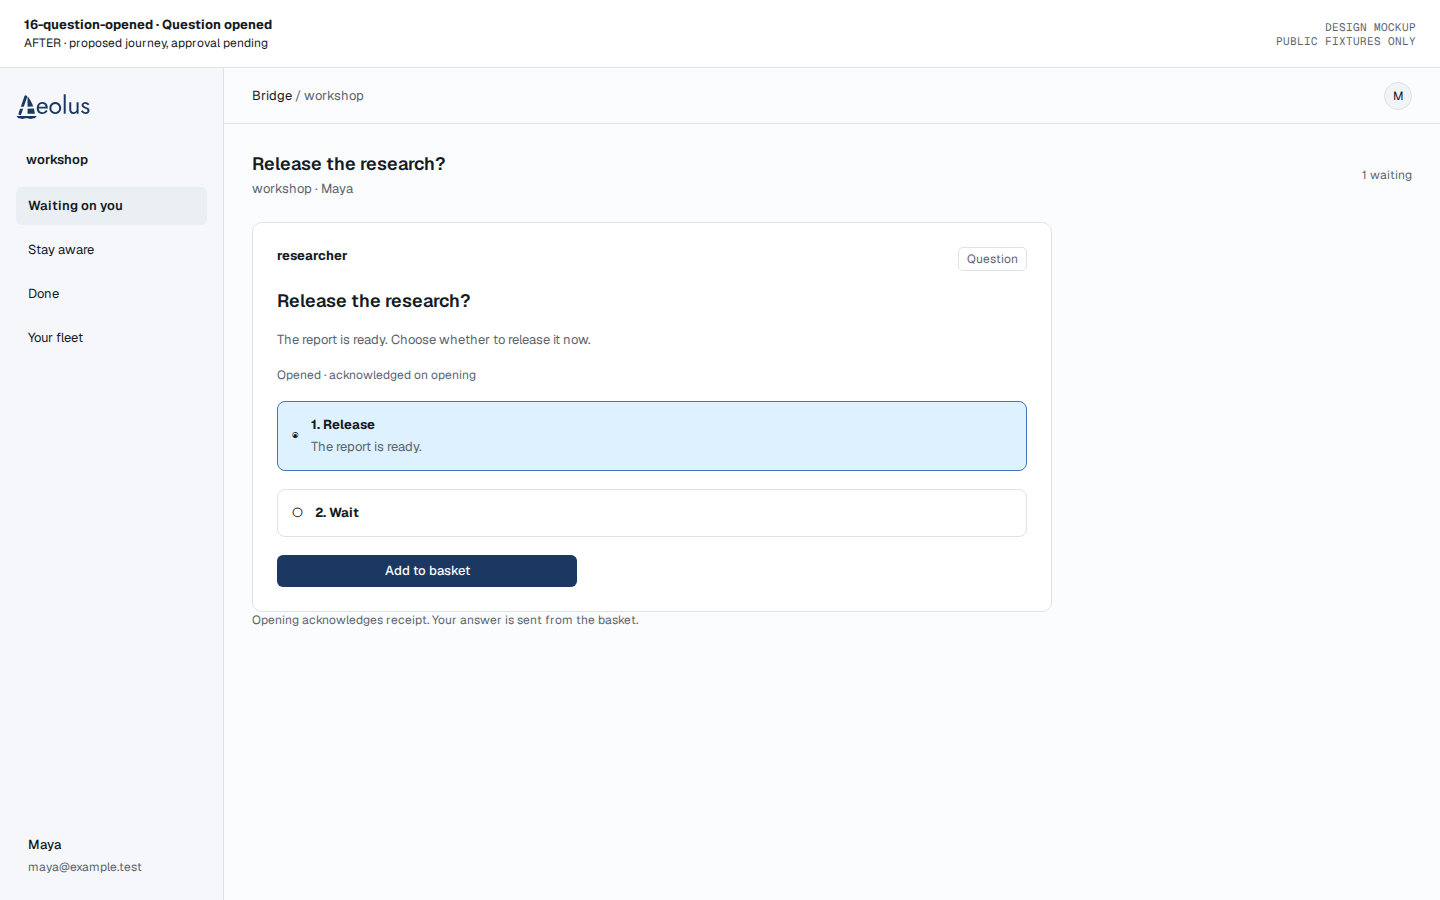 16-question-opened · Question opened
AFTER · proposed journey, approval pending
DESIGN MOCKUP
PUBLIC FIXTURES ONLY
Aeolus
workshop
Waiting on you
Stay aware
Done
Your fleet
Maya
maya@example.test
Bridge / workshop
M
Release the research?
workshop · Maya
1 waiting
researcher
Question
Release the research?
The report is ready. Choose whether to release it now.
Opened · acknowledged on opening
1. Release
The report is ready.
2. Wait
Add to basket
Opening acknowledges receipt. Your answer is sent from the basket.